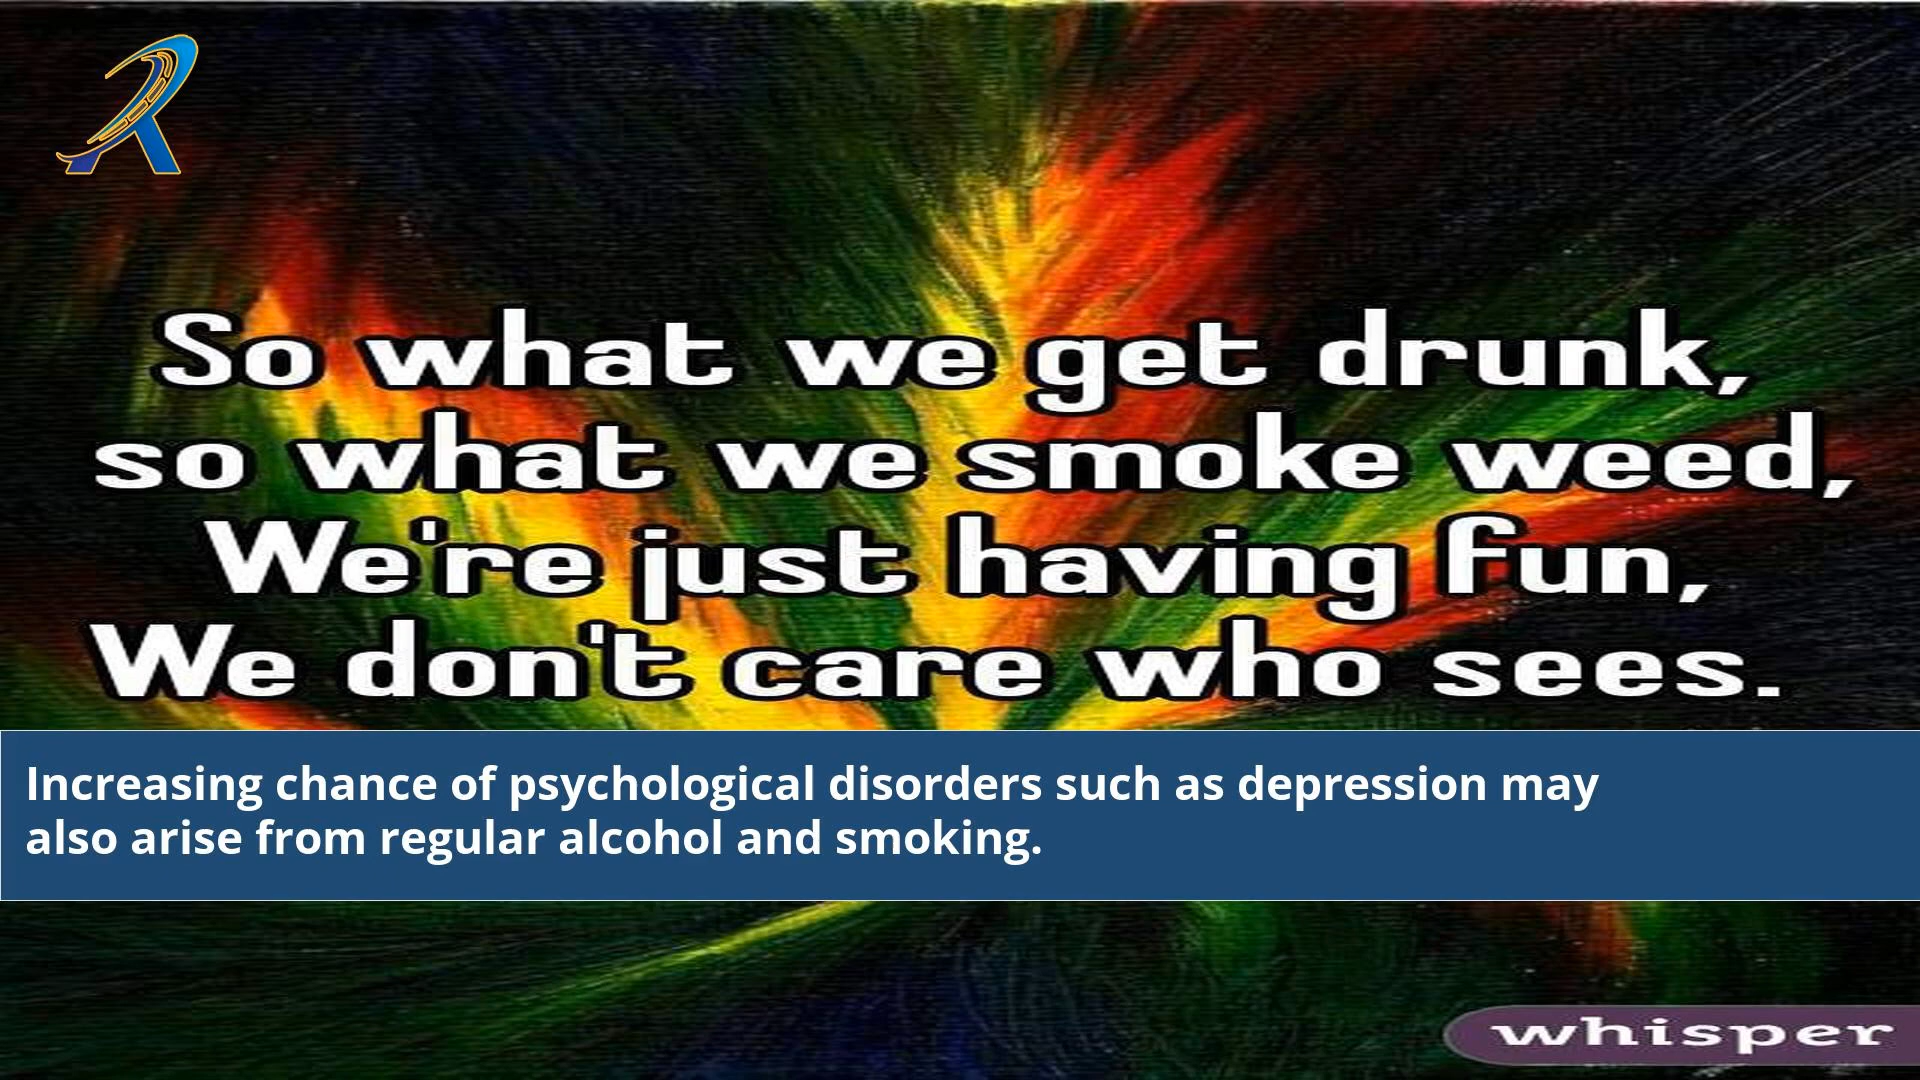 So what we get drunk,
so what we smoke weed,
We're just having fun,
We don't care who sees.
Increasing chance of psychological disorders such as depression may
also arise from regular alcohol and smoking.
whisper